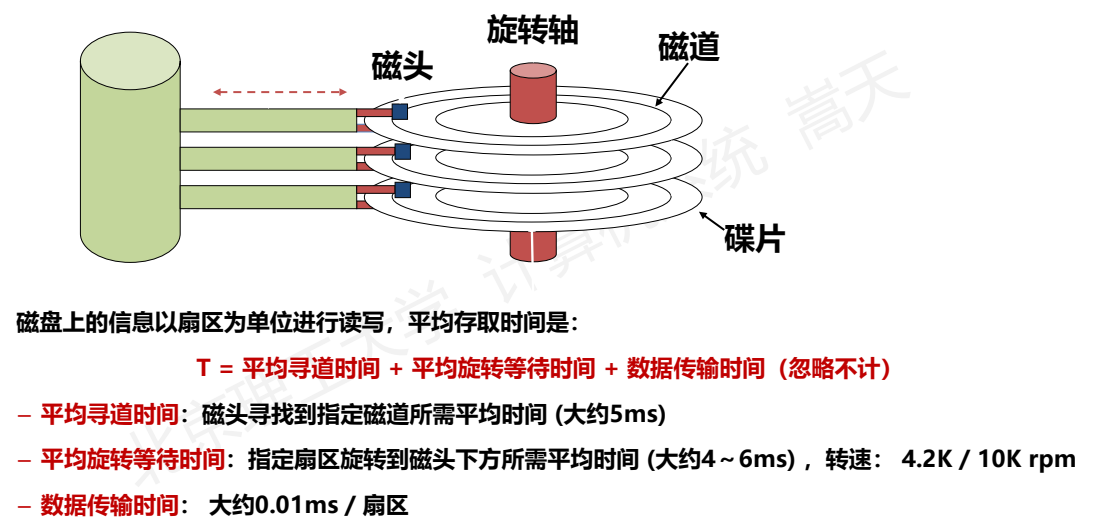 旋转轴
磁道
磁头
碟片
磁盘上的信息以扇区为单位进行读写，平均存取时间是：
T = 平均寻道时间 + 平均旋转等待时间 + 数据传输时间（忽略不计）
– 平均寻道时间：磁头寻找到指定磁道所需平均时间 (大约5ms)
– 平均旋转等待时间：指定扇区旋转到磁头下方所需平均时间 (大约4～6ms) ，转速： 4.2K / 10K rpm
– 数据传输时间： 大约0.01ms / 扇区
北京理工大学 计算机系统 嵩天